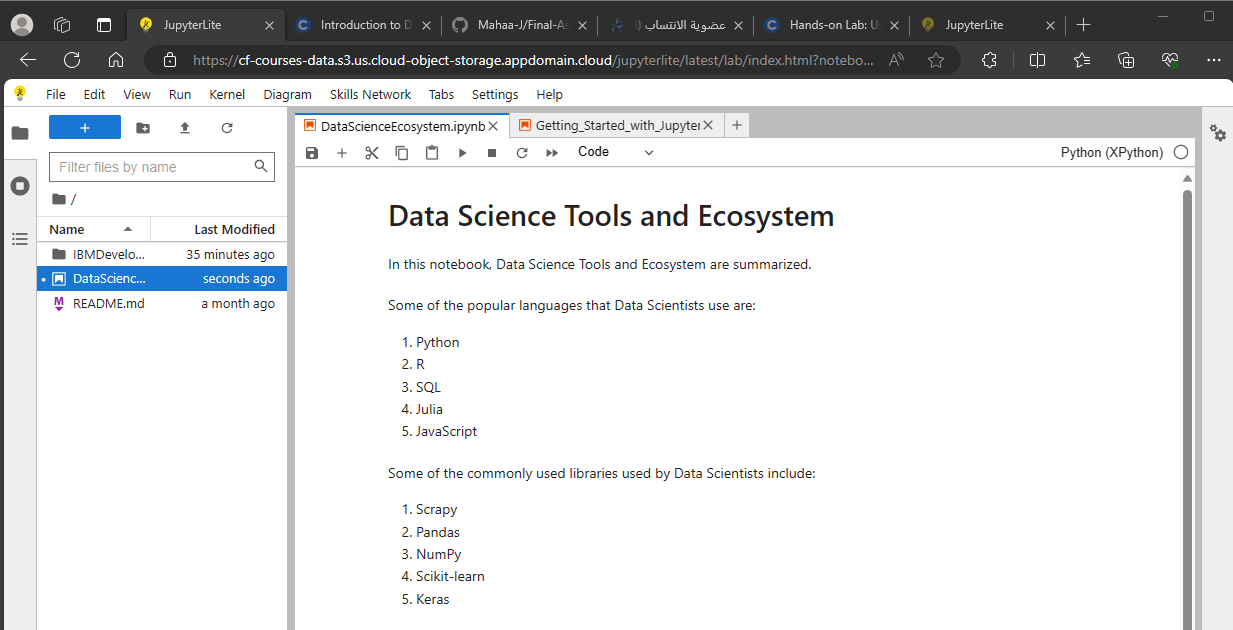 JupyterLite
Introduction to D
Mahaa-J/Final-As
عضوية الانتساب (
Hands-on Lab: U
JupyterLite
https://cf-courses-data.s3.us.cloud-object-storage.appdomain.cloud/jupyterlite/latest/lab/index.html?notebo...
File Edit View Run Kernel Diagram Skills Network Tabs Settings Help
DataScienceEcosystem.ipynb
Getting_Started_with_Jupyter
Code
Python (XPython)
Filter files by name
/
Name Last Modified
IBMDevelo... 35 minutes ago
DataScienc... seconds ago
README.md a month ago
Data Science Tools and Ecosystem
In this notebook, Data Science Tools and Ecosystem are summarized.
Some of the popular languages that Data Scientists use are:
1. Python
2. R
3. SQL
4. Julia
5. JavaScript
Some of the commonly used libraries used by Data Scientists include:
1. Scrapy
2. Pandas
3. NumPy
4. Scikit-learn
5. Keras